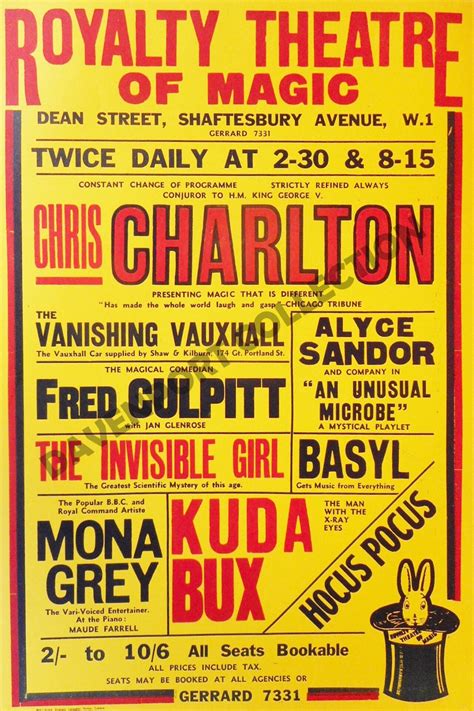 ROYALTY THEATRE
OF MAGIC
DEAN STREET, SHAFTESBURY AVENUE, W.1
GERRARD 7331
TWICE DAILY AT 2-30 & 8-15
CONSTANT CHANGE OF PROGRAMME STRICTLY REFINED ALWAYS
CONJUROR TO H.M. KING GEORGE V.
CHRIS CHARLTON
PRESENTING MAGIC THAT IS DIFFERENT
"Has made the whole world laugh and gasp"—CHICAGO TRIBUNE
THE
VANISHING VAUXHALL
The Vauxhall Car supplied by Shaw & Kilburn, 174 Gt. Portland St.
ALYCE
SANDOR
AND COMPANY IN
"AN UNUSUAL
MICROBE"
A MYSTICAL PLAYLET
THE MAGICAL COMEDIAN
FRED CULPITT
with JAN GLENROSE
THE INVISIBLE GIRL
The Greatest Scientific Mystery of this age.
BASYL
Gets Music from Everything
The Popular B.B.C. and
Royal Command Artiste
MONA
GREY
The Vari-Voiced Entertainer.
At the Piano:
MAUDE FARRELL
KUDA
BUX
THE MAN
WITH THE
X-RAY
EYES
HOCUS POCUS
ROYALTY THEATRE
OF MAGIC
2/- to 10/6 All Seats Bookable
ALL PRICES INCLUDE TAX.
SEATS MAY BE BOOKED AT ALL AGENCIES OR
GERRARD 7331
DAVENPORT COLLECTION